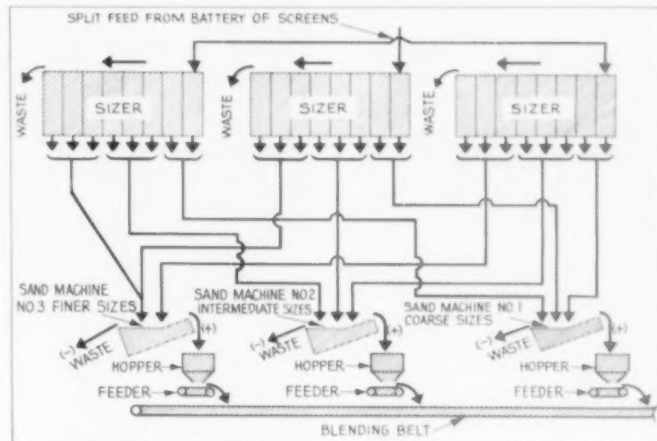 SPLIT FEED FROM BATTERY OF SCREENS
WASTE
SIZER
WASTE
SIZER
WASTE
SIZER
SAND MACHINE
NO.3 FINER SIZES
SAND MACHINE NO.2
INTERMEDIATE SIZES
SAND MACHINE NO.1
COARSE SIZES
(-)
WASTE
(+)
(-)
WASTE
(+)
(-)
WASTE
(+)
HOPPER
HOPPER
HOPPER
FEEDER
FEEDER
FEEDER
BLENDING BELT